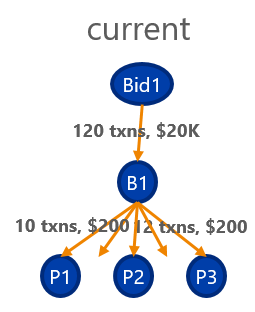 current
Bid1
120 txns, $20K
B1
10 txns, $200
12 txns, $200
P1
P2
P3